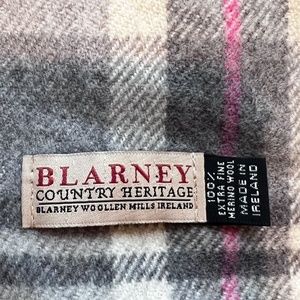 BLARNEY
COUNTRY HERITAGE
BLARNEY WOOLLEN MILLS IRELAND
100%
EXTRA FINE
MERINO WOOL
MADE IN
IRELAND